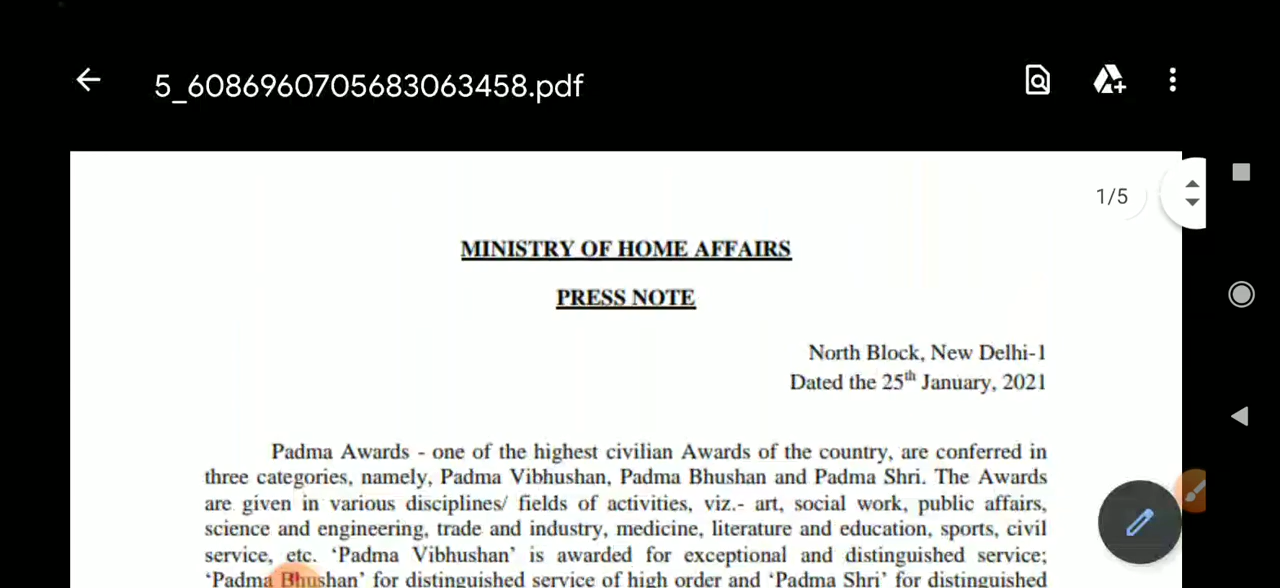 5_6086960705683063458.pdf
1/5
MINISTRY OF HOME AFFAIRS
PRESS NOTE
North Block, New Delhi-1
Dated the 25th January, 2021
Padma Awards - one of the highest civilian Awards of the country, are conferred in
three categories, namely, Padma Vibhushan, Padma Bhushan and Padma Shri. The Awards
are given in various disciplines/ fields of activities, viz.- art, social work, public affairs,
science and engineering, trade and industry, medicine, literature and education, sports, civil
service, etc. ‘Padma Vibhushan’ is awarded for exceptional and distinguished service;
‘Padma Bhushan’ for distinguished service of high order and ‘Padma Shri’ for distinguished